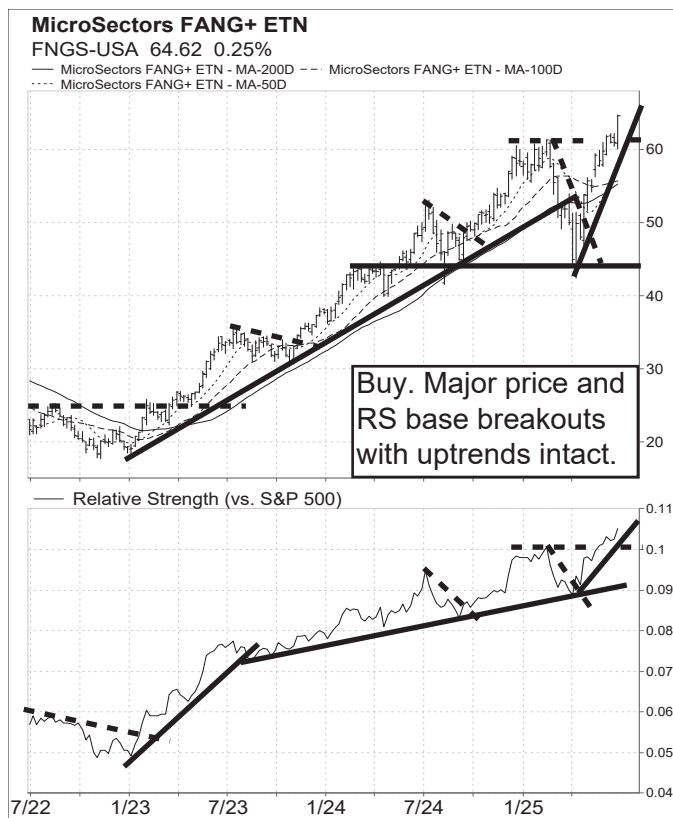 MicroSectors FANG+ ETN
FNGS-USA 64.62 0.25%
MicroSectors FANG+ ETN - MA-200D MicroSectors FANG+ ETN - MA-100D
MicroSectors FANG+ ETN - MA-50D
60
50
40
30
20
Buy. Major price and
RS base breakouts
with uptrends intact.
Relative Strength (vs. S&P 500)
0.11
0.1
0.09
0.08
0.07
0.06
0.05
0.04
7/22 1/23 7/23 1/24 7/24 1/25